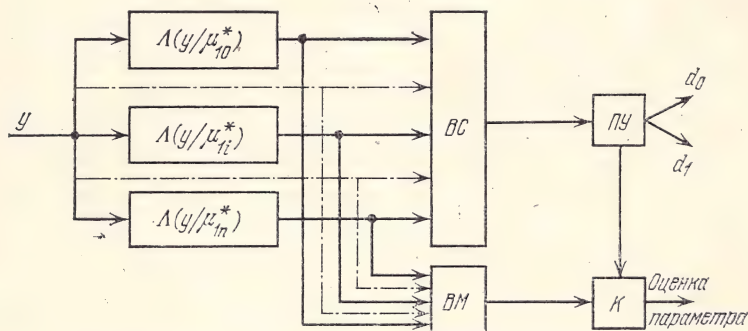 Λ(y/μ*₁₀)
y
Λ(y/μ*₁ᵢ)
Λ(y/μ*₁ₙ)
ВС
ПУ
d₀
d₁
ВМ
К
Оценка
параметра